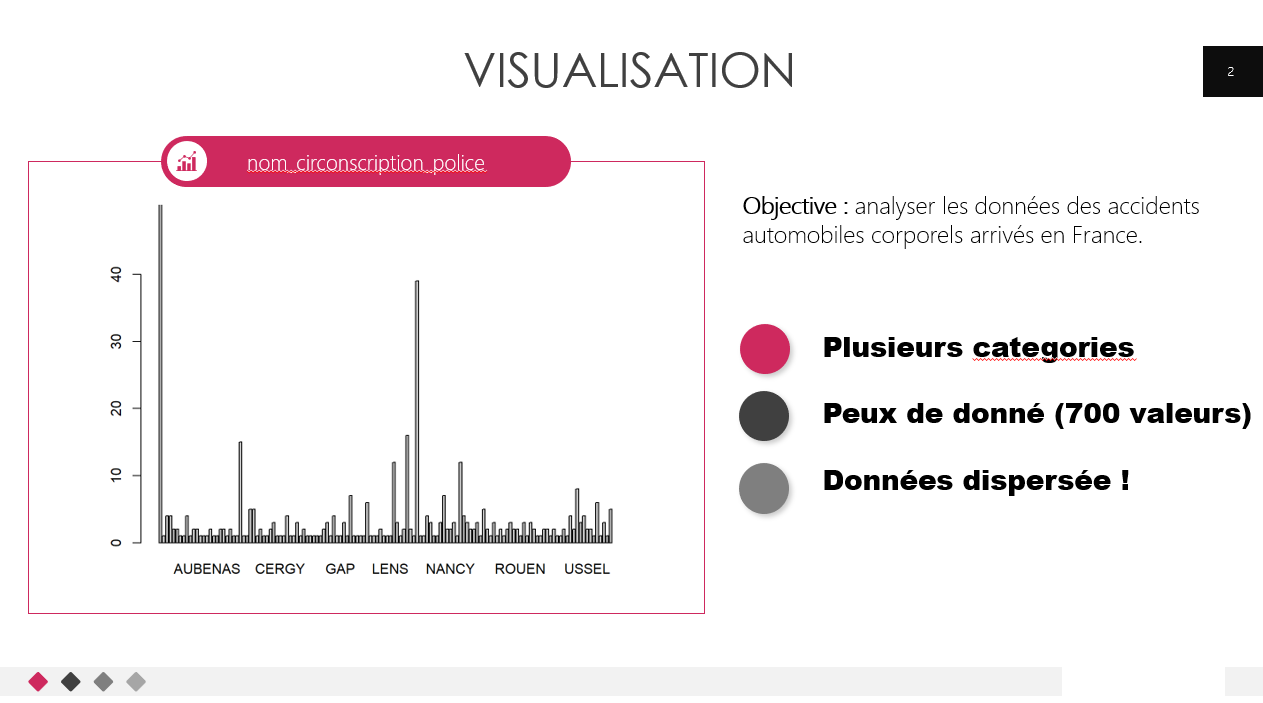 VISUALISATION
2
nom_circonscription_police
Objective : analyser les données des accidents
automobiles corporels arrivés en France.
40
30
20
10
0
AUBENAS CERGY GAP LENS NANCY ROUEN USSEL
Plusieurs categories
Peux de donné (700 valeurs)
Données dispersée !